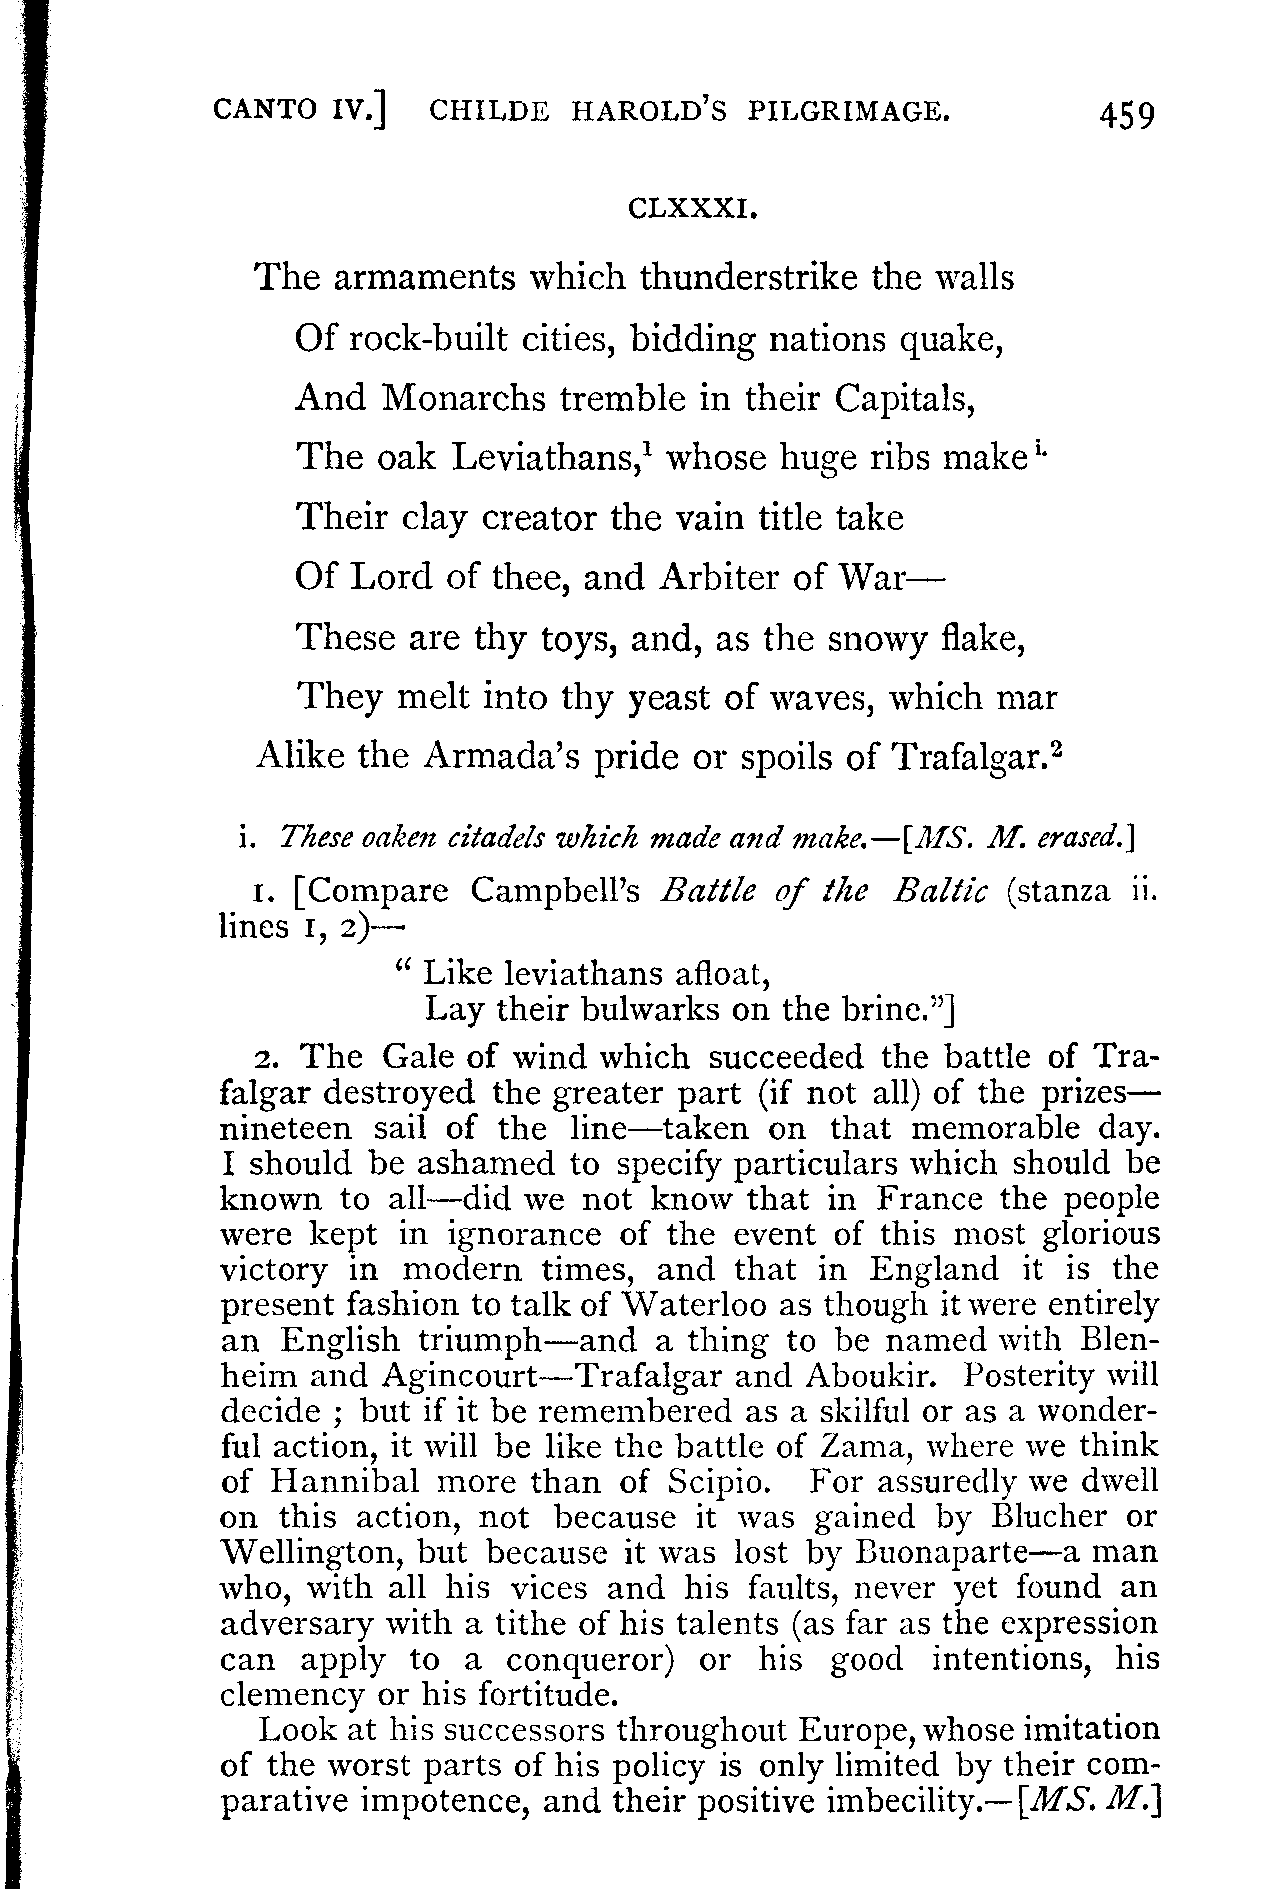 CANTO IV.] CHILDE HAROLD'S PILGRIMAGE. 459
CLXXXI.
The armaments which thunderstrike the walls
Of rock-built cities, bidding nations quake,
And Monarchs tremble in their Capitals,
The oak Leviathans,¹ whose huge ribs make i.
Their clay creator the vain title take
Of Lord of thee, and Arbiter of War—
These are thy toys, and, as the snowy flake,
They melt into thy yeast of waves, which mar
Alike the Armada's pride or spoils of Trafalgar.²
i. These oaken citadels which made and make.—[MS. M. erased.]
1. [Compare Campbell's Battle of the Baltic (stanza ii.
lines 1, 2)—
" Like leviathans afloat,
Lay their bulwarks on the brine."]
2. The Gale of wind which succeeded the battle of Tra-
falgar destroyed the greater part (if not all) of the prizes—
nineteen sail of the line—taken on that memorable day.
I should be ashamed to specify particulars which should be
known to all—did we not know that in France the people
were kept in ignorance of the event of this most glorious
victory in modern times, and that in England it is the
present fashion to talk of Waterloo as though it were entirely
an English triumph—and a thing to be named with Blen-
heim and Agincourt—Trafalgar and Aboukir. Posterity will
decide ; but if it be remembered as a skilful or as a wonder-
ful action, it will be like the battle of Zama, where we think
of Hannibal more than of Scipio. For assuredly we dwell
on this action, not because it was gained by Blucher or
Wellington, but because it was lost by Buonaparte—a man
who, with all his vices and his faults, never yet found an
adversary with a tithe of his talents (as far as the expression
can apply to a conqueror) or his good intentions, his
clemency or his fortitude.
Look at his successors throughout Europe, whose imitation
of the worst parts of his policy is only limited by their com-
parative impotence, and their positive imbecility.—[MS. M.]